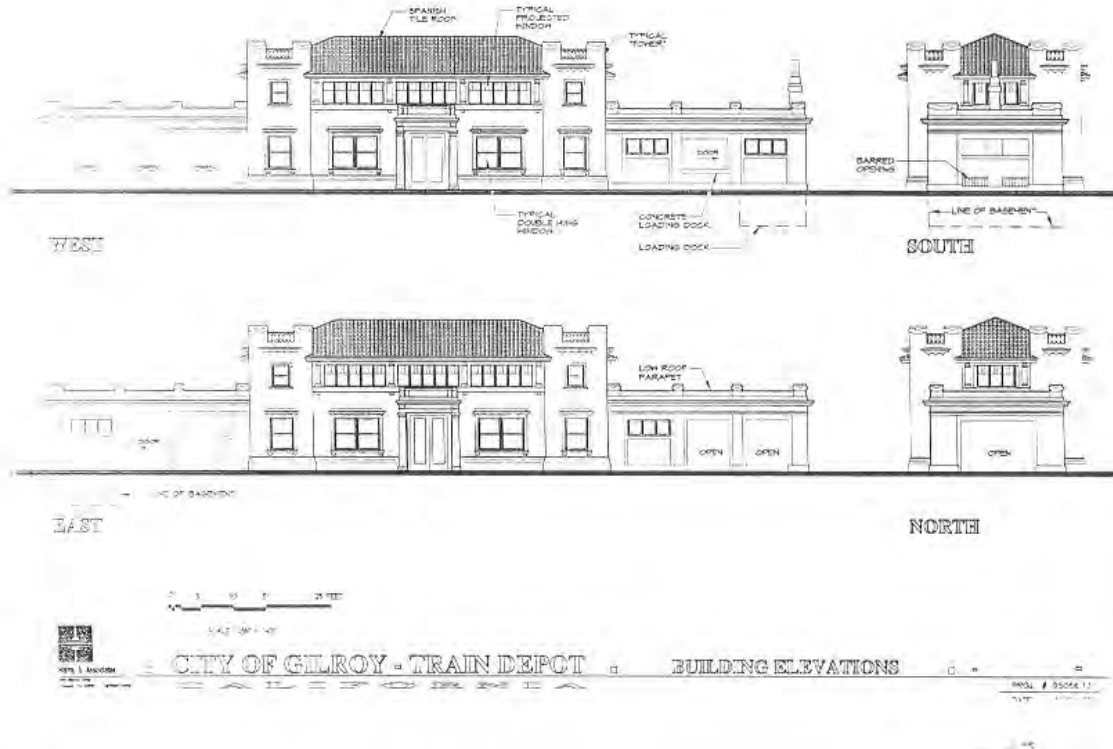 SPANISH
TILE ROOF
TYPICAL
PROJECTED
WINDOW
TYPICAL
"TOWER"
DOOR
BARRED
OPENING
TYPICAL
DOUBLE HUNG
WINDOW
CONCRETE
LOADING DOCK
LOADING DOCK
LINE OF BASEMENT
WEST
SOUTH
LOW ROOF
PARAPET
DOOR
OPEN
OPEN
OPEN
LINE OF BASEMENT
EAST
NORTH
CITY OF GILROY - TRAIN DEPOT
BUILDING ELEVATIONS
CALIFORNIA
PROJ. #